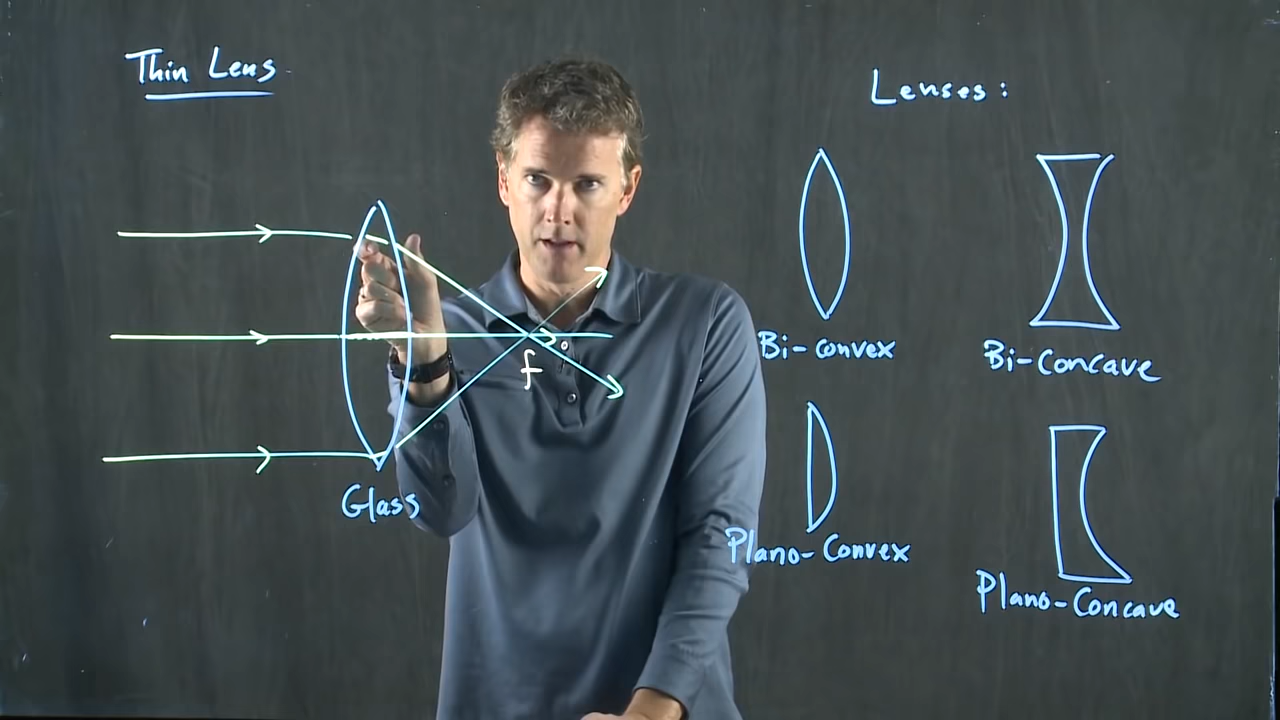 Thin Lens
Lenses:
f
Glass
Bi-convex
Bi-Concave
Plano-Convex
Plano-Concave